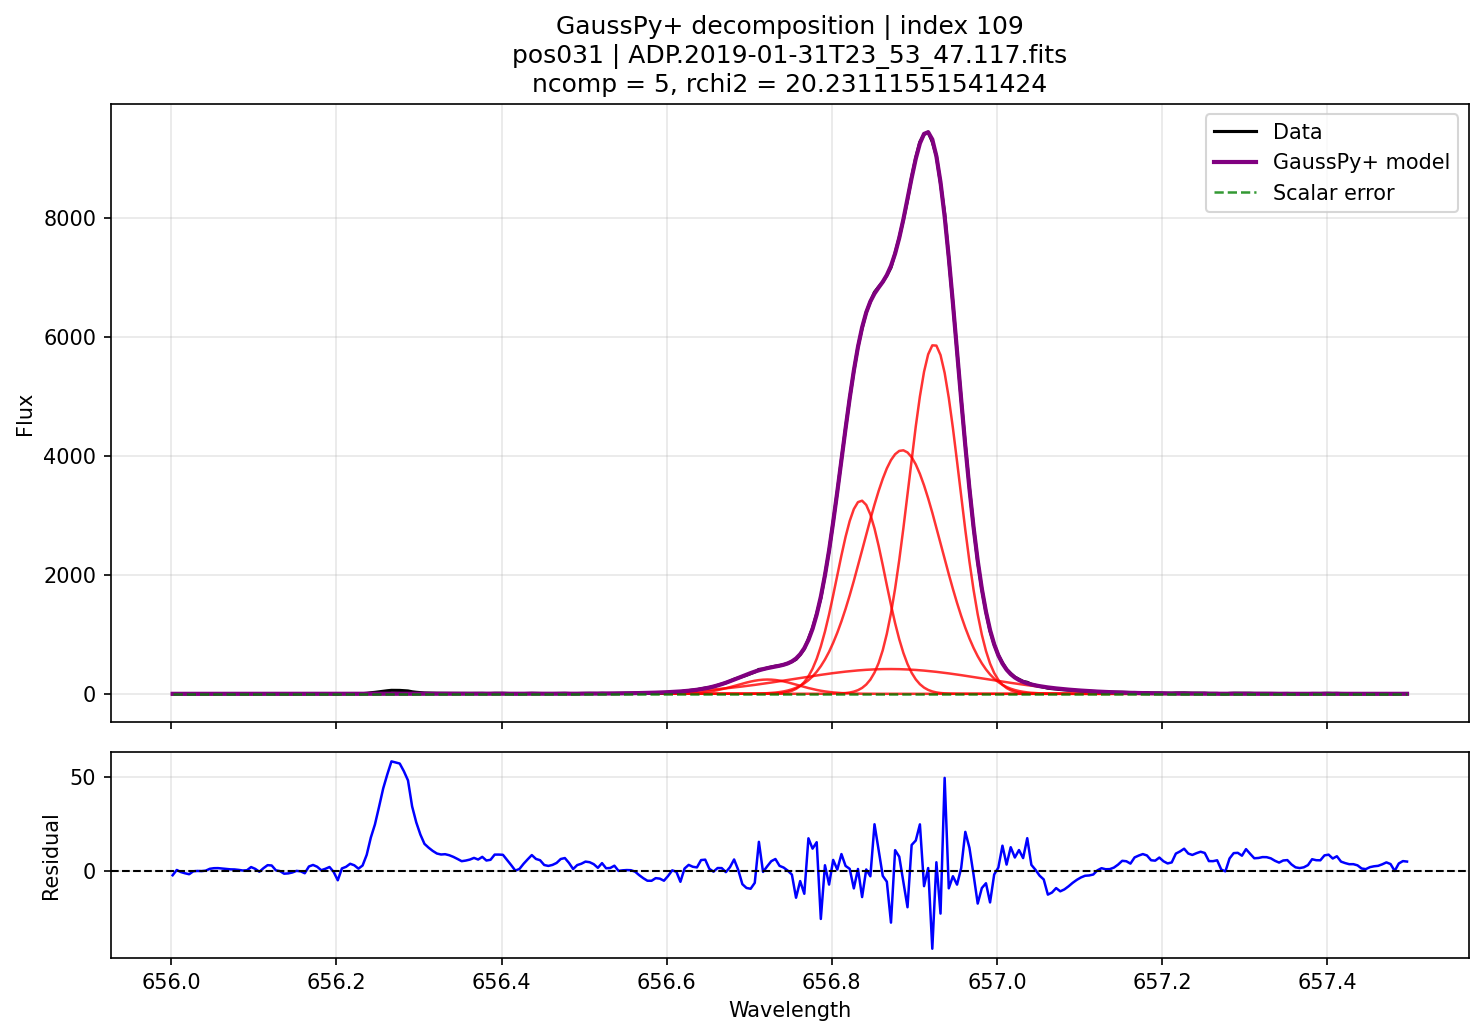 GaussPy+ decomposition | index 109
pos031 | ADP.2019-01-31T23_53_47.117.fits
ncomp = 5, rchi2 = 20.23111551541424
Data
GaussPy+ model
Scalar error
Flux
8000
6000
4000
2000
0
Residual
50
0
656.0
656.2
656.4
656.6
656.8
657.0
657.2
657.4
Wavelength